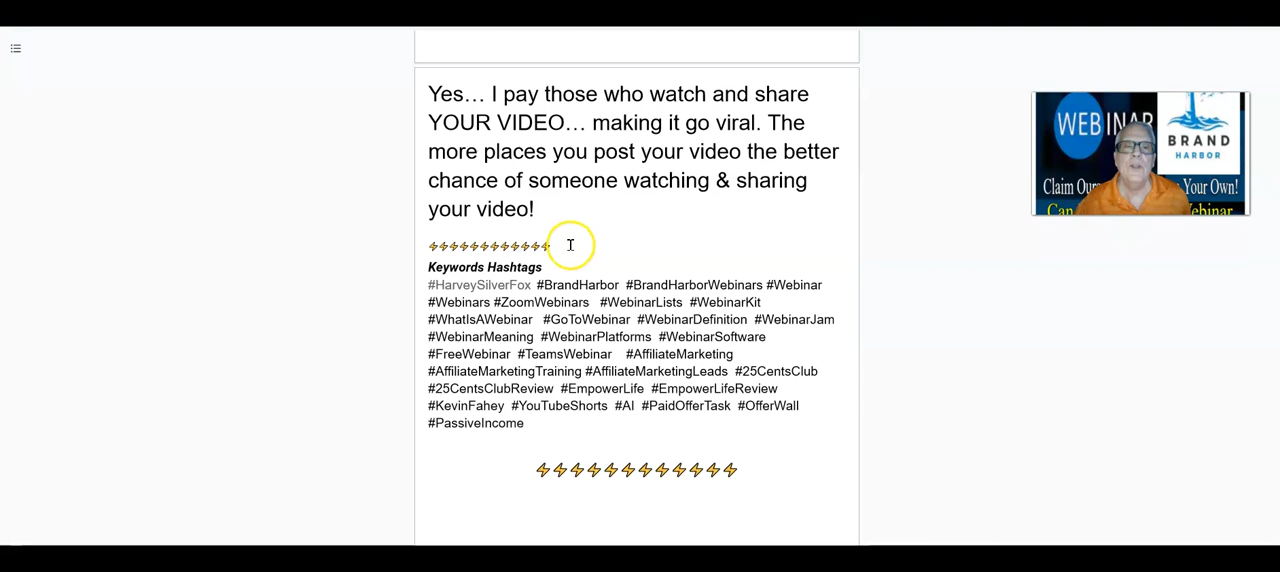 Yes… I pay those who watch and share
YOUR VIDEO… making it go viral. The
more places you post your video the better
chance of someone watching & sharing
your video!
Keywords Hashtags
#HarveySilverFox #BrandHarbor #BrandHarborWebinars #Webinar
#Webinars #ZoomWebinars #WebinarLists #WebinarKit
#WhatIsAWebinar #GoToWebinar #WebinarDefinition #WebinarJam
#WebinarMeaning #WebinarPlatforms #WebinarSoftware
#FreeWebinar #TeamsWebinar #AffiliateMarketing
#AffiliateMarketingTraining #AffiliateMarketingLeads #25CentsClub
#25CentsClubReview #EmpowerLife #EmpowerLifeReview
#KevinFahey #YouTubeShorts #AI #PaidOfferTask #OfferWall
#PassiveIncome
WEBINAR
BRAND
HARBOR
Claim Your Own!
Can